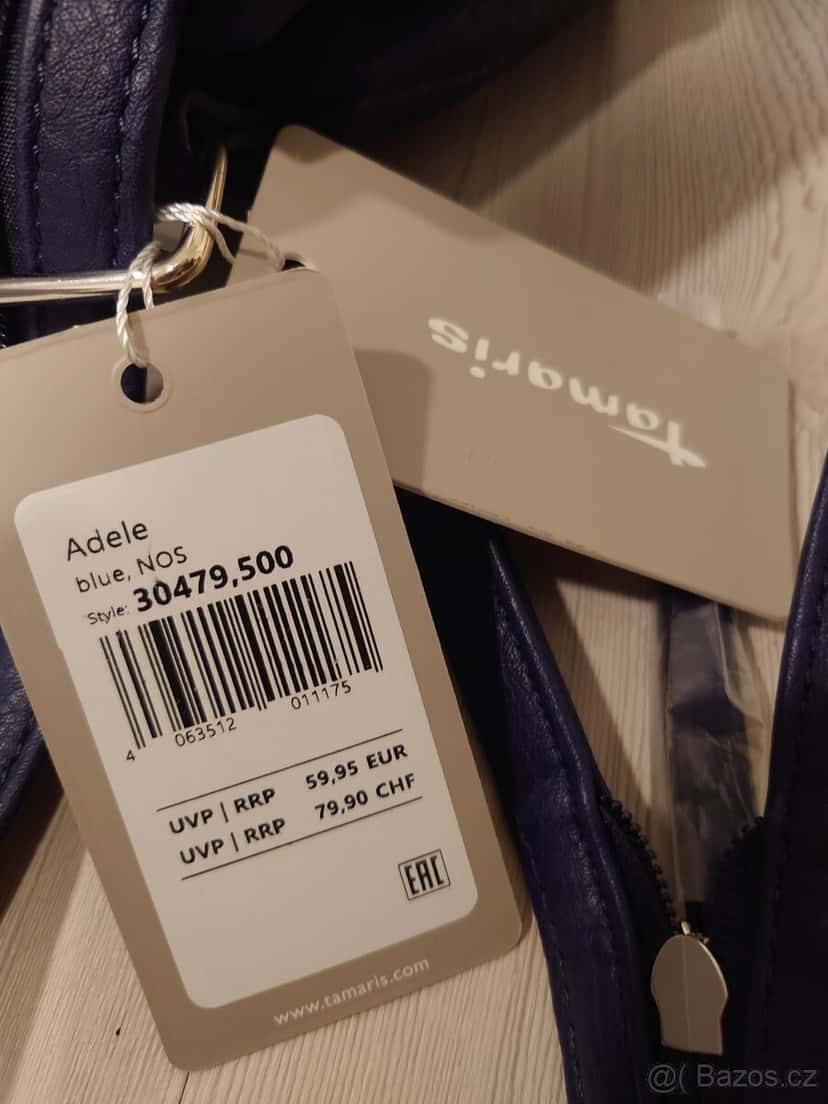 Tamaris
Adele
blue, NOS
Style: 30479,500
4 063512 011175
UVP | RRP 59,95 EUR
UVP | RRP 79,90 CHF
EAC
www.tamaris.com
@( Bazos.cz